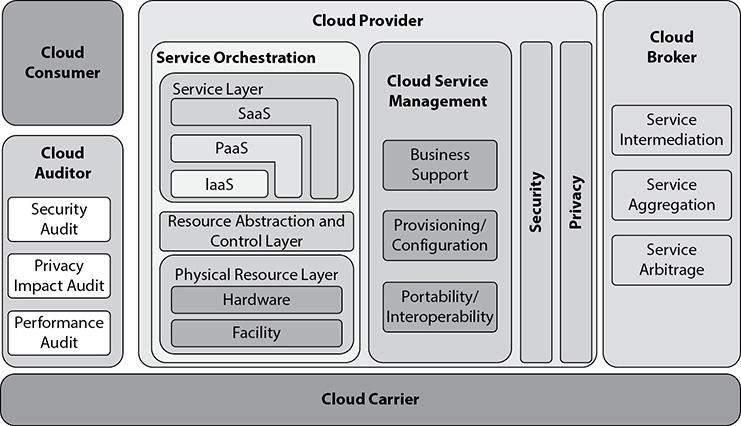 Cloud
Consumer
Cloud
Auditor
Security
Audit
Privacy
Impact Audit
Performance
Audit
Cloud Provider
Service Orchestration
Service Layer
SaaS
PaaS
IaaS
Resource Abstraction and
Control Layer
Physical Resource Layer
Hardware
Facility
Cloud Service
Management
Business
Support
Provisioning/
Configuration
Portability/
Interoperability
Security
Privacy
Cloud
Broker
Service
Intermediation
Service
Aggregation
Service
Arbitrage
Cloud Carrier